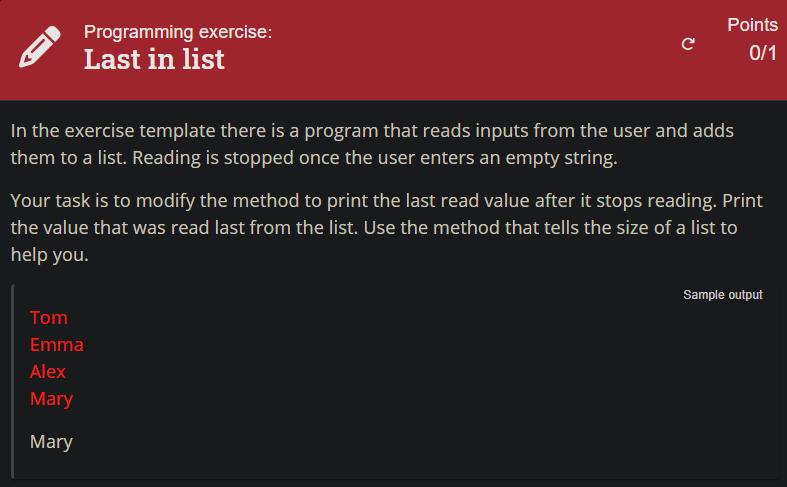 Programming exercise:
Last in list
Points
0/1
In the exercise template there is a program that reads inputs from the user and adds
them to a list. Reading is stopped once the user enters an empty string.
Your task is to modify the method to print the last read value after it stops reading. Print
the value that was read last from the list. Use the method that tells the size of a list to
help you.
Sample output
Tom
Emma
Alex
Mary
Mary